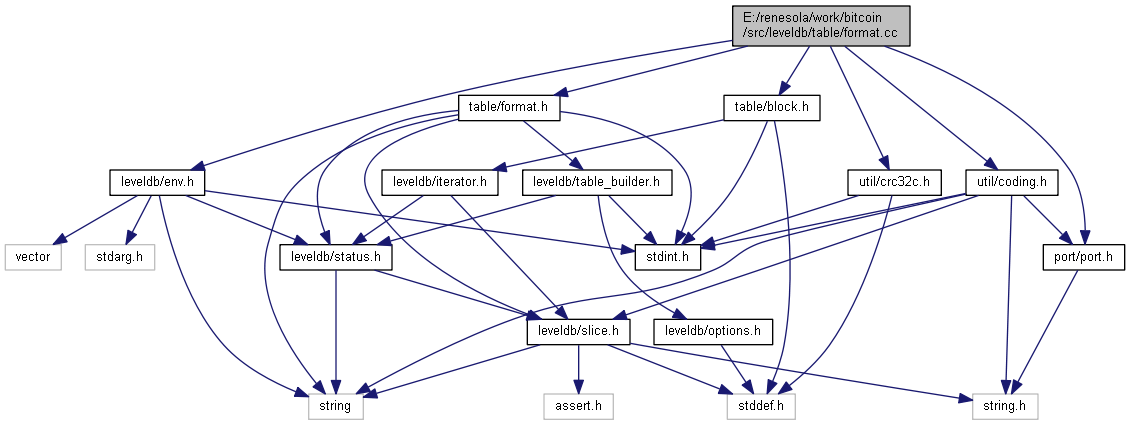 E:/renesola/work/bitcoin
/src/leveldb/table/format.cc
table/format.h
table/block.h
leveldb/env.h
leveldb/iterator.h
leveldb/table_builder.h
util/crc32c.h
util/coding.h
vector
stdarg.h
leveldb/status.h
stdint.h
port/port.h
leveldb/slice.h
leveldb/options.h
string
assert.h
stddef.h
string.h